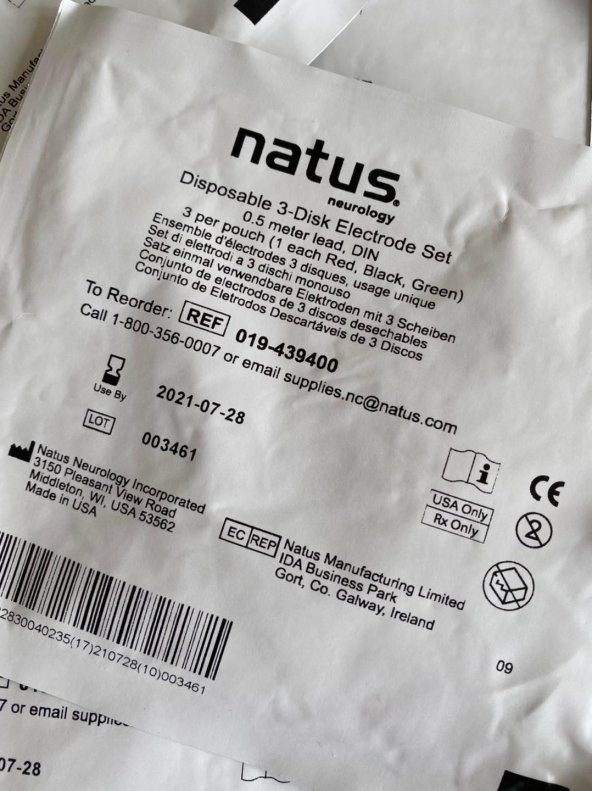 natus
neurology
Disposable 3-Disk Electrode Set
0.5 meter lead, DIN
3 per pouch (1 each Red, Black, Green)
Ensemble d'électrodes 3 disques, usage unique
Set di elettrodi a 3 dischi monouso
Satz einmal verwendbare Elektroden mit 3 Scheiben
Conjunto de electrodos de 3 discos desechables
Conjunto de Eletrodos Descartáveis de 3 Discos
To Reorder: REF 019-439400
Call 1-800-356-0007 or email supplies.nc@natus.com
Use By 2021-07-28
LOT 003461
Natus Neurology Incorporated
3150 Pleasant View Road
Middleton, WI, USA 53562
Made in USA
USA Only
Rx Only
CE
2
EC REP Natus Manufacturing Limited
IDA Business Park
Gort, Co. Galway, Ireland
2830040235(17)210728(10)003461
09
7 or email
07-28